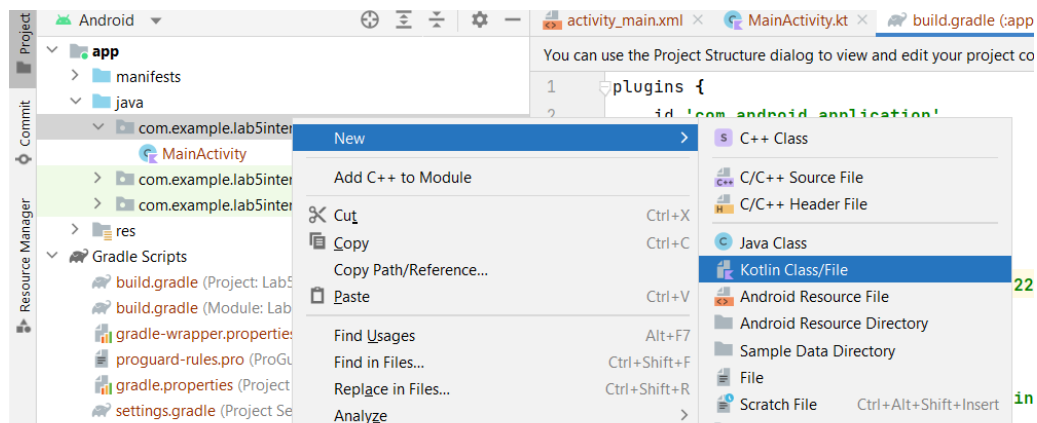 Project
Commit
Resource Manager
Android
app
manifests
java
com.example.lab5inter
MainActivity
com.example.lab5inter
com.example.lab5inter
res
Gradle Scripts
build.gradle (Project: Lab5
build.gradle (Module: Lab
gradle-wrapper.properties
proguard-rules.pro (ProGu
gradle.properties (Project
settings.gradle (Project Se
New
Add C++ to Module
Cut Ctrl+X
Copy Ctrl+C
Copy Path/Reference...
Paste Ctrl+V
Find Usages Alt+F7
Find in Files... Ctrl+Shift+F
Replace in Files... Ctrl+Shift+R
Analyze
activity_main.xml MainActivity.kt build.gradle (:app
You can use the Project Structure dialog to view and edit your project co
1 plugins {
2 id 'com.android.application'
S C++ Class
C/C++ Source File
C/C++ Header File
Java Class
Kotlin Class/File
Android Resource File
Android Resource Directory
Sample Data Directory
File
Scratch File Ctrl+Alt+Shift+Insert
22
in